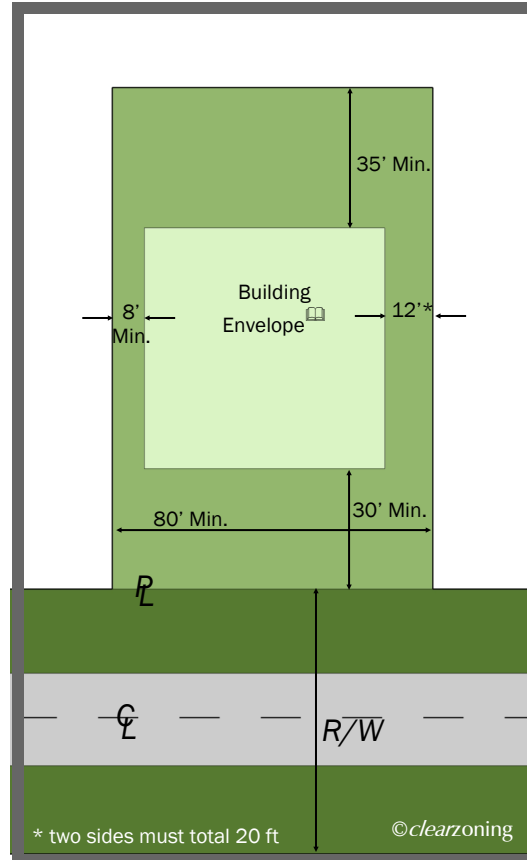 35’ Min.
Building
Envelope
8’
Min.
12’*
80’ Min.
30’ Min.
PL
CL
R/W
* two sides must total 20 ft
©clearzoning